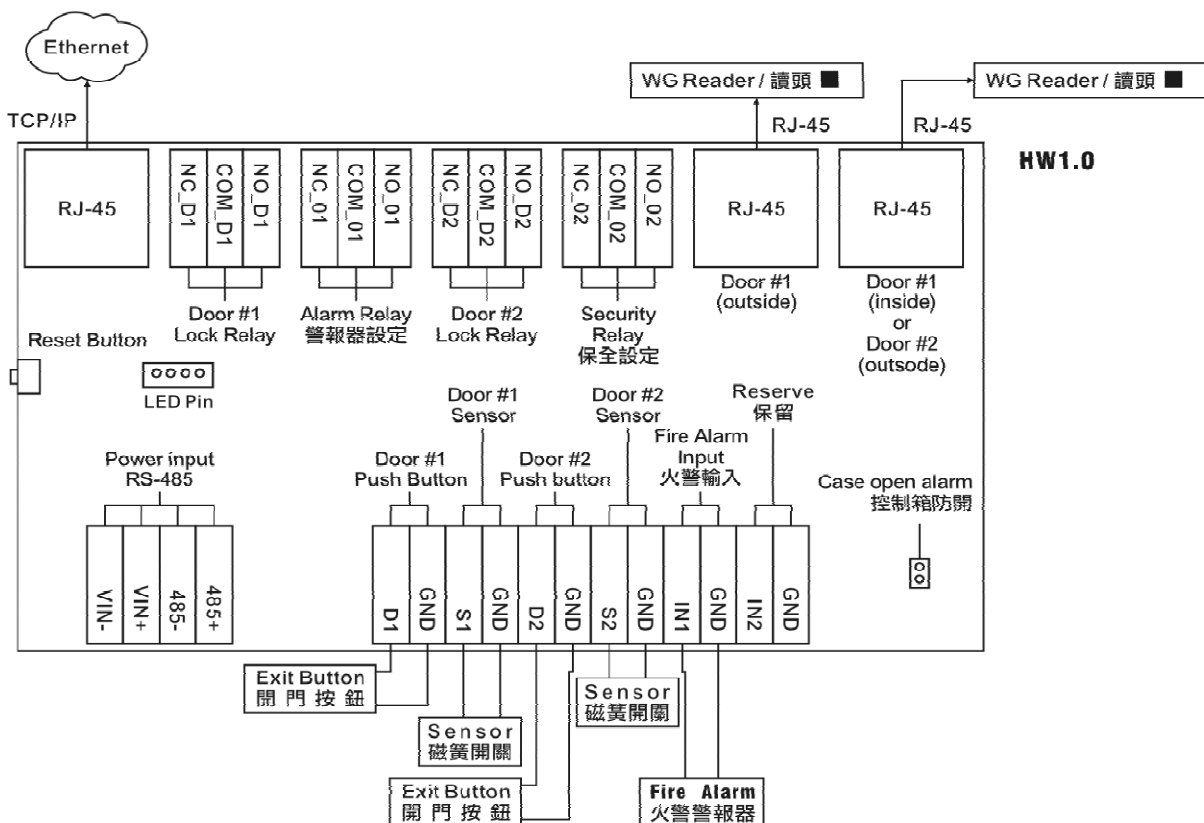 Ethernet
TCP/IP
WG Reader / 讀頭 ■
WG Reader / 讀頭 ■
RJ-45
RJ-45
HW1.0
RJ-45
NC_D1
COM_D1
NO_D1
NC_01
COM_01
NO_01
NC_D2
COM_D2
NO_D2
NC_02
COM_02
NO_02
RJ-45
RJ-45
Door #1
Lock Relay
Alarm Relay
警報器設定
Door #2
Lock Relay
Security
Relay
保全設定
Door #1
(outside)
Door #1
(inside)
or
Door #2
(outsode)
Reset Button
LED Pin
Door #1
Sensor
Door #2
Sensor
Reserve
保留
Power input
RS-485
Door #1
Push Button
Door #2
Push button
Fire Alarm
Input
火警輸入
Case open alarm
控制箱防開
VIN-
VIN+
485-
485+
D1
GND
S1
GND
D2
GND
S2
GND
IN1
GND
IN2
GND
Exit Button
開門按鈕
Sensor
磁簧開關
Sensor
磁簧開關
Exit Button
開門按鈕
Fire Alarm
火警警報器